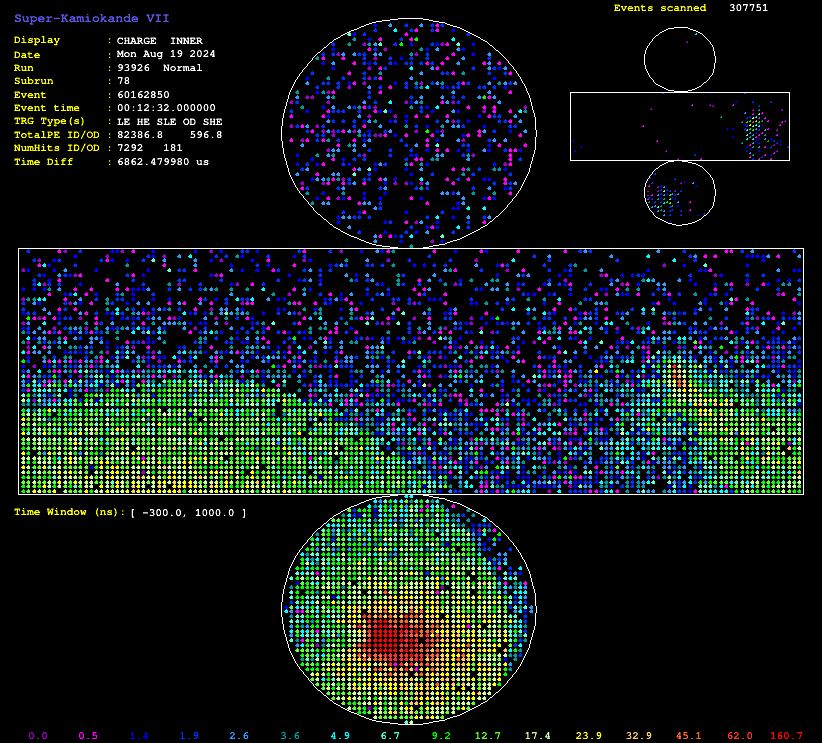 Super-Kamiokande VII
Events scanned 307751
Display : CHARGE INNER
Date : Mon Aug 19 2024
Run : 93926 Normal
Subrun : 78
Event : 60162850
Event time : 00:12:32.000000
TRG Type(s) : LE HE SLE OD SHE
TotalPE ID/OD : 82386.8 596.8
NumHits ID/OD : 7292 181
Time Diff : 6862.479980 us
Time Window (ns): [ -300.0, 1000.0 ]
0.0 0.5 1.4 1.9 2.6 3.6 4.9 6.7 9.2 12.7 17.4 23.9 32.9 45.1 62.0 160.7